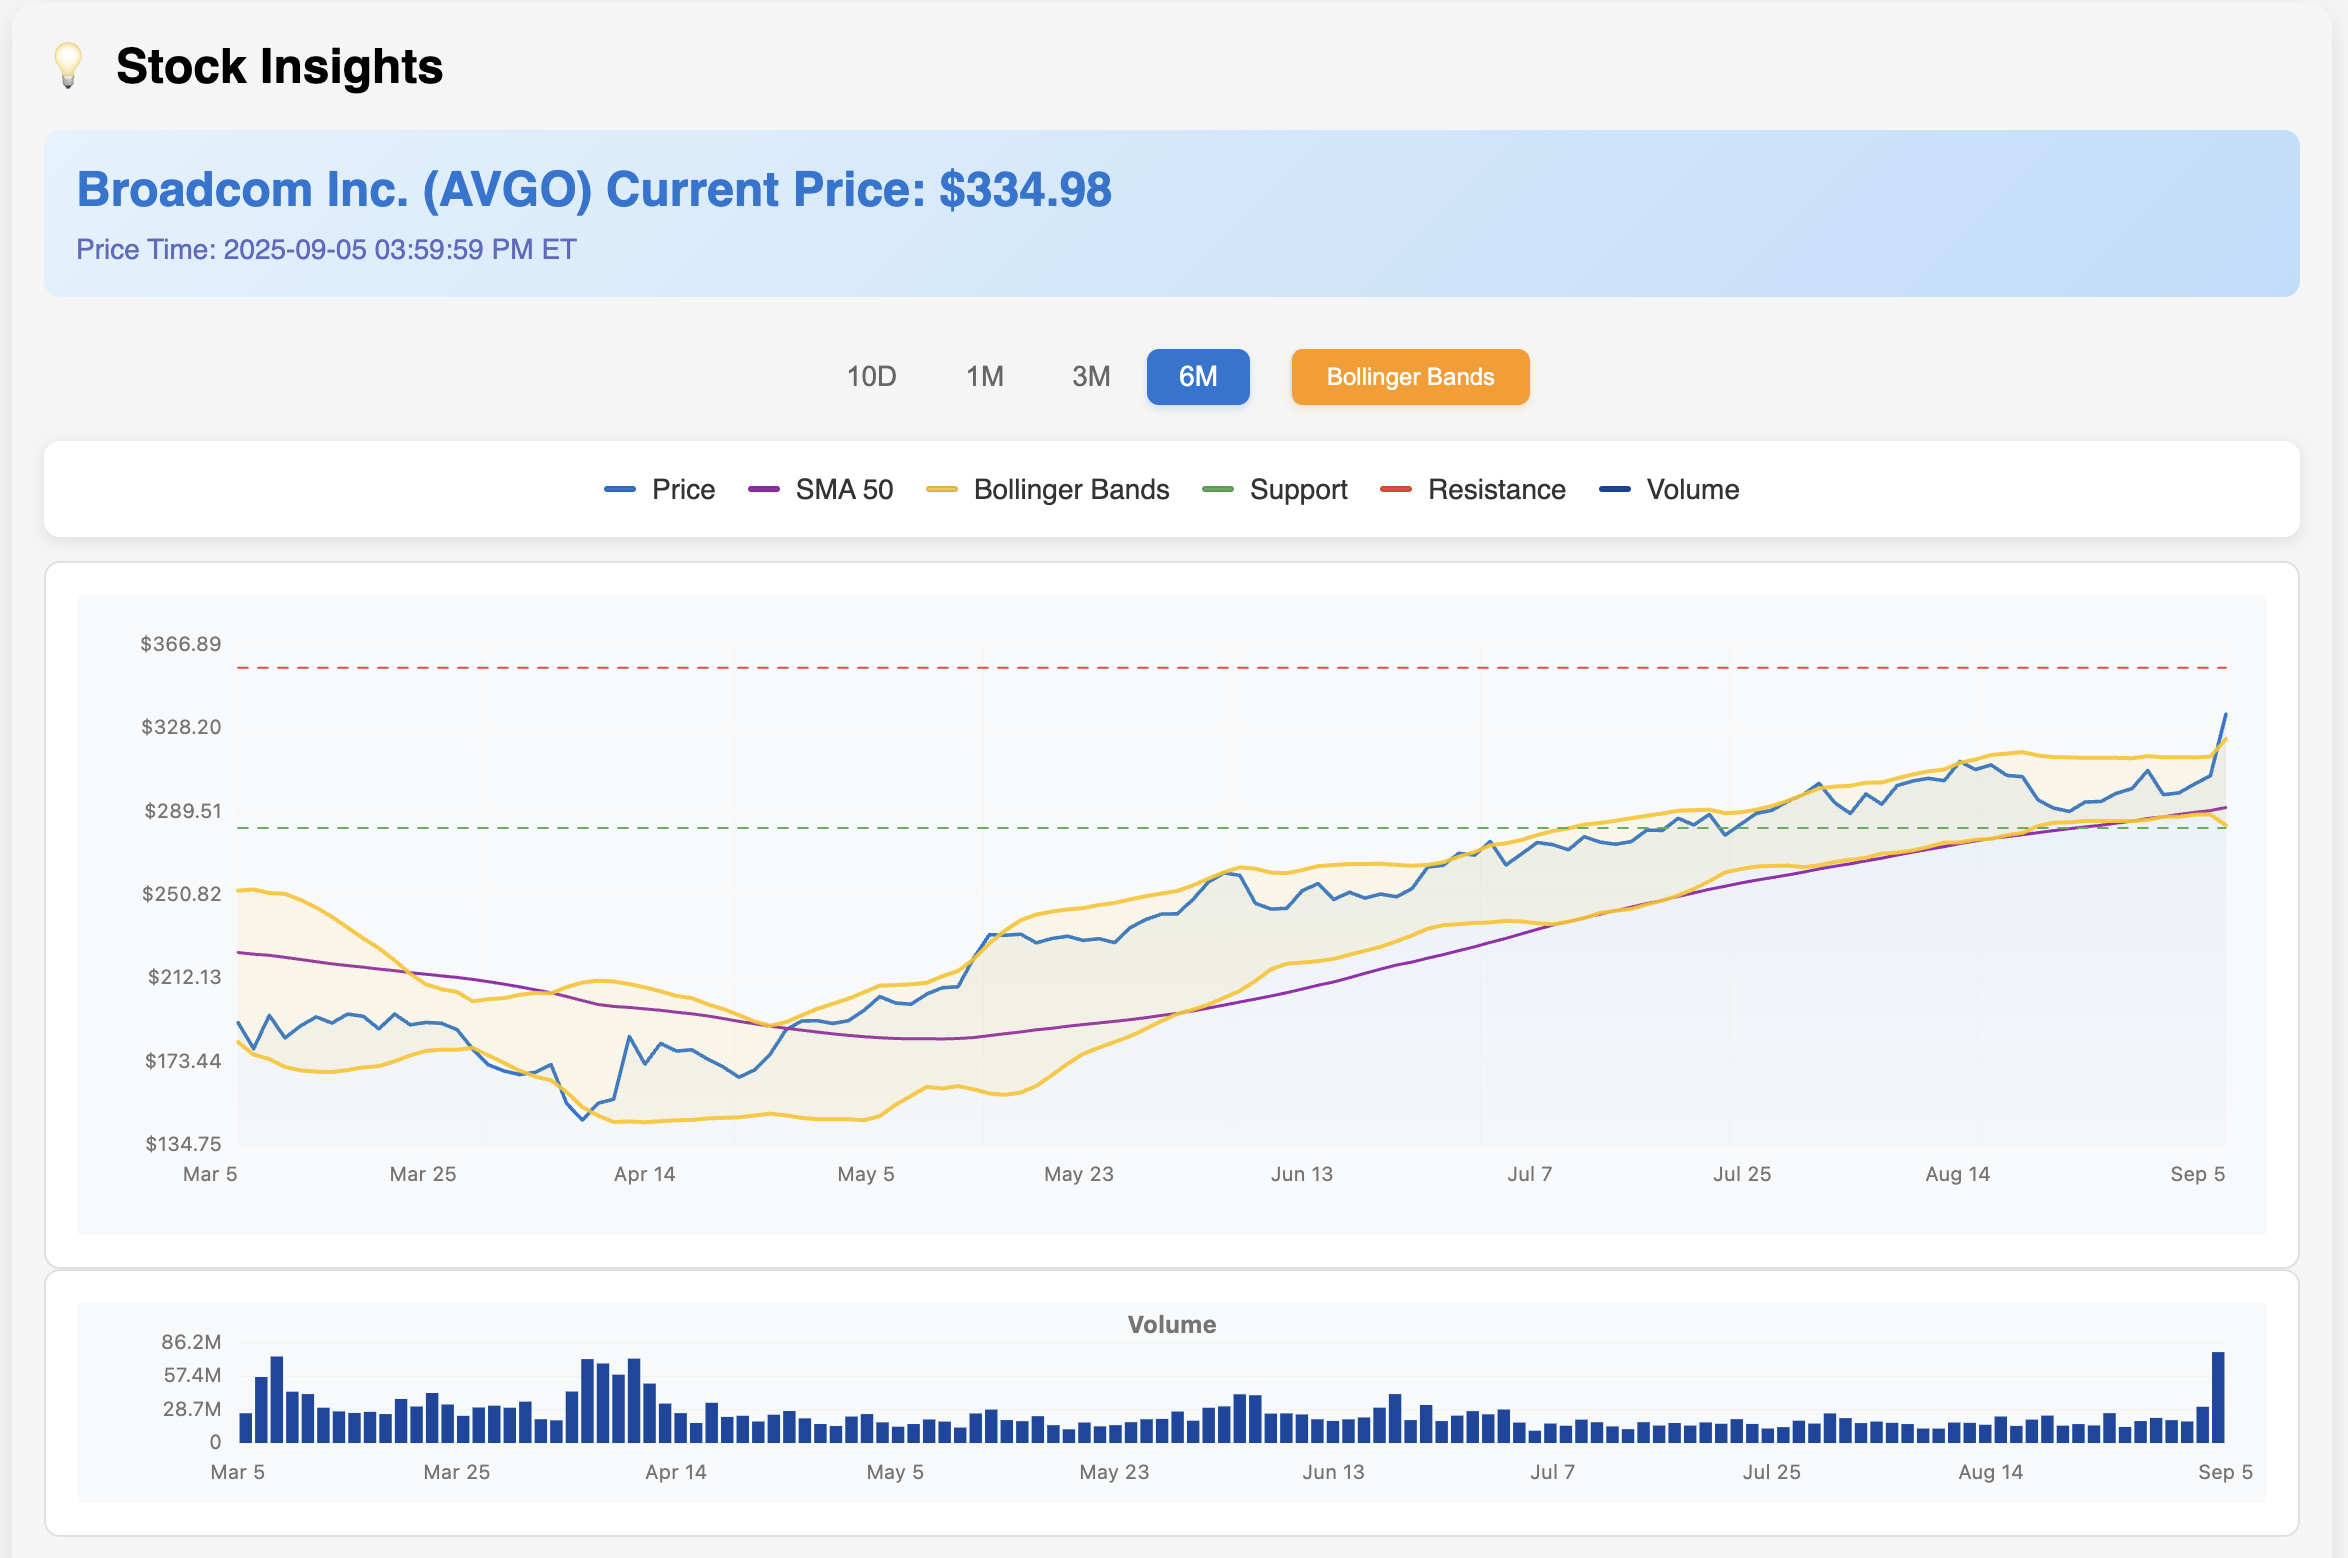 Stock Insights
Broadcom Inc. (AVGO) Current Price: $334.98
Price Time: 2025-09-05 03:59:59 PM ET
10D 1M 3M 6M Bollinger Bands
Price SMA 50 Bollinger Bands Support Resistance Volume
$366.89
$328.20
$289.51
$250.82
$212.13
$173.44
$134.75
Mar 5 Mar 25 Apr 14 May 5 May 23 Jun 13 Jul 7 Jul 25 Aug 14 Sep 5
Volume
86.2M
57.4M
28.7M
0
Mar 5 Mar 25 Apr 14 May 5 May 23 Jun 13 Jul 7 Jul 25 Aug 14 Sep 5